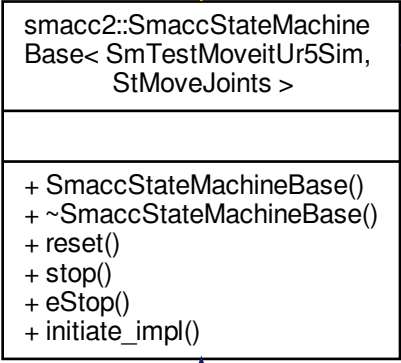 smacc2::SmaccStateMachine
Base< SmTestMoveitUr5Sim,
StMoveJoints >
+ SmaccStateMachineBase()
+ ~SmaccStateMachineBase()
+ reset()
+ stop()
+ eStop()
+ initiate_impl()